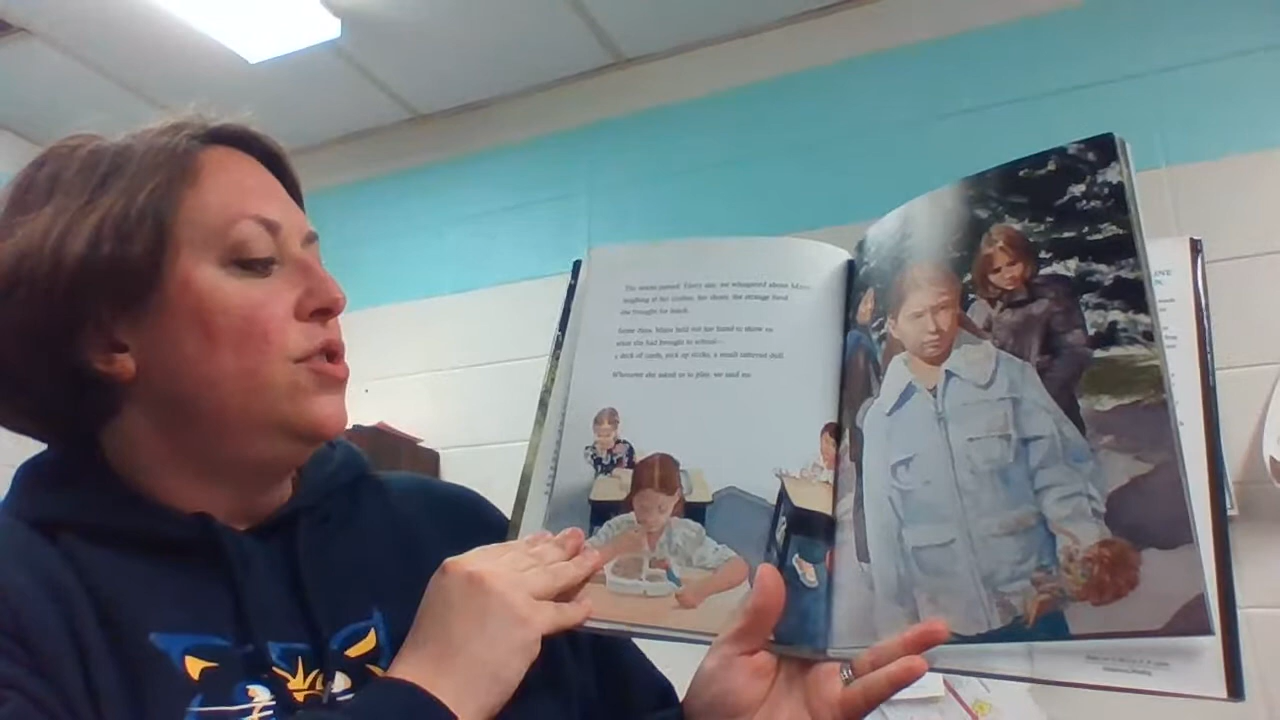 The weeks passed. Every day, we whispered about Maya,
laughing at her clothes, her shoes, the strange food
she brought for lunch.
Some days, Maya held out her hand to show us
what she had brought to school—
a deck of cards, pick up sticks, a small tattered doll.
Whenever she asked us to play, we said no.